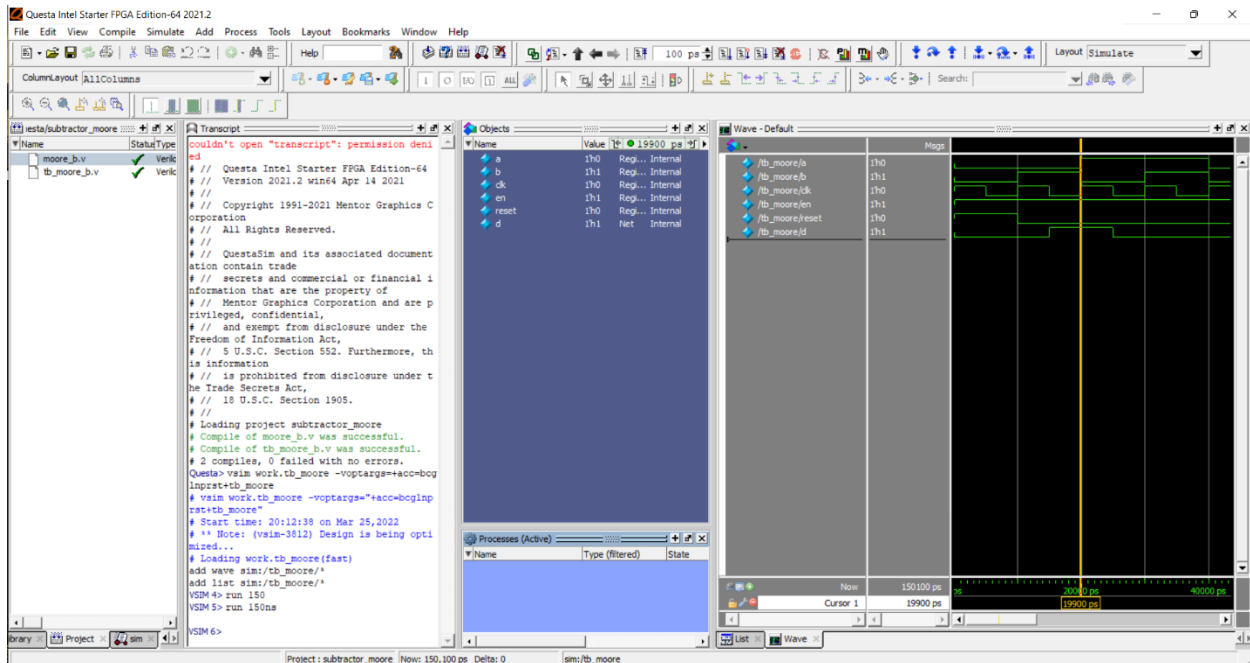 Questa Intel Starter FPGA Edition-64 2021.2
File Edit View Compile Simulate Add Process Tools Layout Bookmarks Window Help
Help
100 ps
Layout Simulate
ColumnLayout AllColumns
Search:
esta/subtractor_moore
Name Status Type
moore_b.v Verilc
tb_moore_b.v Verilc
Library Project sim
Transcript
couldn't open "transcript": permission deni
ed
# // Questa Intel Starter FPGA Edition-64
# // Version 2021.2 win64 Apr 14 2021
# //
# // Copyright 1991-2021 Mentor Graphics C
orporation
# // All Rights Reserved.
# //
# // QuestaSim and its associated document
ation contain trade
# // secrets and commercial or financial i
nformation that are the property of
# // Mentor Graphics Corporation and are p
rivileged, confidential,
# // and exempt from disclosure under the
Freedom of Information Act,
# // 5 U.S.C. Section 552. Furthermore, th
is information
# // is prohibited from disclosure under t
he Trade Secrets Act,
# // 18 U.S.C. Section 1905.
# //
# Loading project subtractor_moore
# Compile of moore_b.v was successful.
# Compile of tb_moore_b.v was successful.
# 2 compiles, 0 failed with no errors.
Questa> vsim work.tb_moore -voptargs=+acc=bcg
lnprst+tb_moore
# vsim work.tb_moore -voptargs="+acc=bcglnp
rst+tb_moore"
# Start time: 20:12:38 on Mar 25,2022
# ** Note: (vsim-3812) Design is being opti
mized...
# Loading work.tb_moore(fast)
add wave sim:/tb_moore/*
add list sim:/tb_moore/*
VSIM 4> run 150
VSIM 5> run 150ns
VSIM 6>
Objects
Name Value 19900 ps
a 1'h0 Regi... Internal
b 1'h1 Regi... Internal
clk 1'h0 Regi... Internal
en 1'h1 Regi... Internal
reset 1'h0 Regi... Internal
d 1'h1 Net Internal
Processes (Active)
Name Type (filtered) State
Wave - Default
Msgs
/tb_moore/a 1'h0
/tb_moore/b 1'h1
/tb_moore/clk 1'h0
/tb_moore/en 1'h1
/tb_moore/reset 1'h0
/tb_moore/d 1'h1
Now 150100 ps ps 20000 ps 40000 ps
Cursor 1 19900 ps 19900 ps
List Wave
Project : subtractor_moore Now: 150,100 ps Delta: 0 sim:/tb_moore